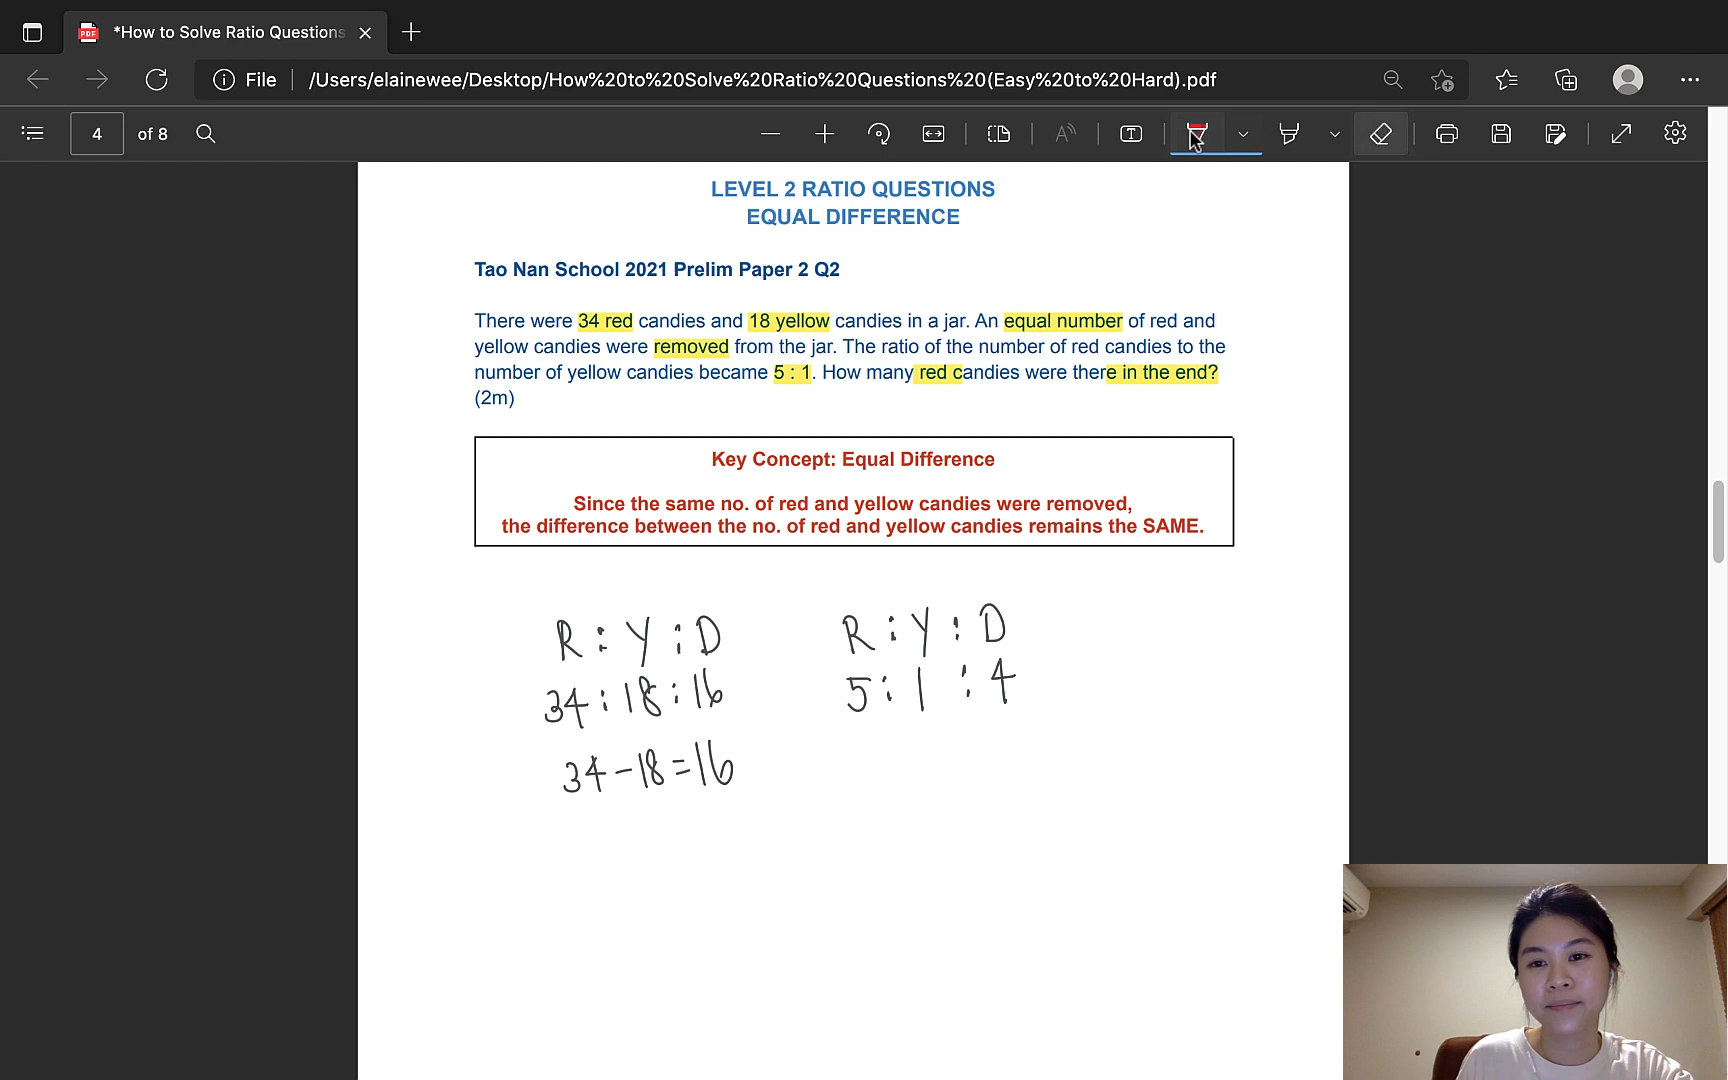 *How to Solve Ratio Questions
File /Users/elainewee/Desktop/How%20to%20Solve%20Ratio%20Questions%20(Easy%20to%20Hard).pdf
4 of 8
LEVEL 2 RATIO QUESTIONS
EQUAL DIFFERENCE
Tao Nan School 2021 Prelim Paper 2 Q2
There were 34 red candies and 18 yellow candies in a jar. An equal number of red and
yellow candies were removed from the jar. The ratio of the number of red candies to the
number of yellow candies became 5 : 1. How many red candies were there in the end?
(2m)
Key Concept: Equal Difference
Since the same no. of red and yellow candies were removed,
the difference between the no. of red and yellow candies remains the SAME.
R : Y : D
34 : 18 : 16
34 - 18 = 16
R : Y : D
5 : 1 : 4